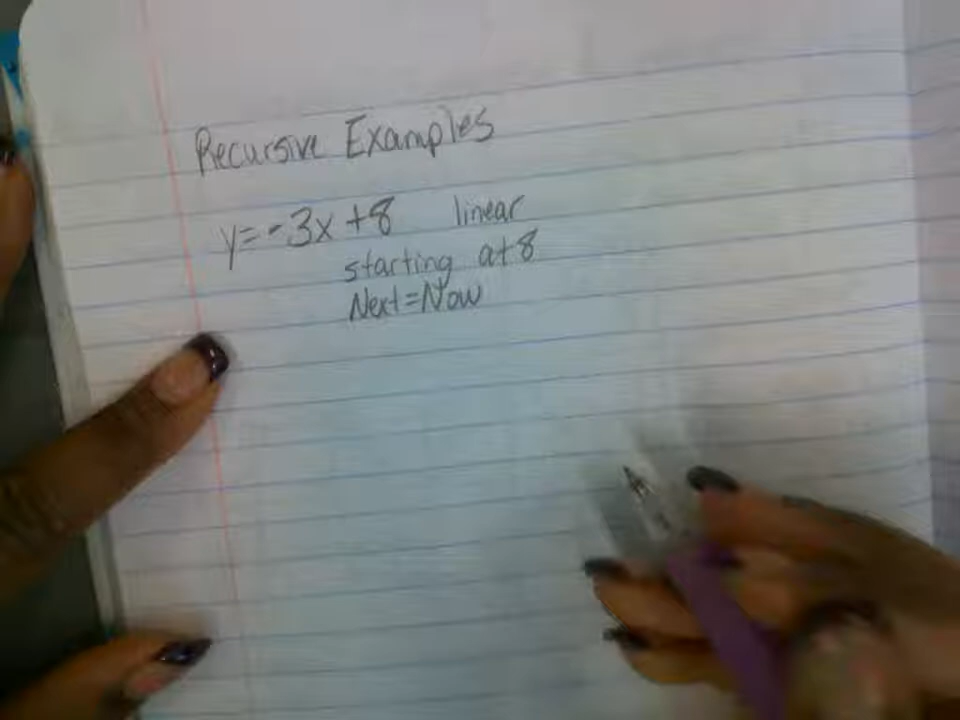 Recursive Examples
y=-3x+8 linear
starting at 8
Next=Now